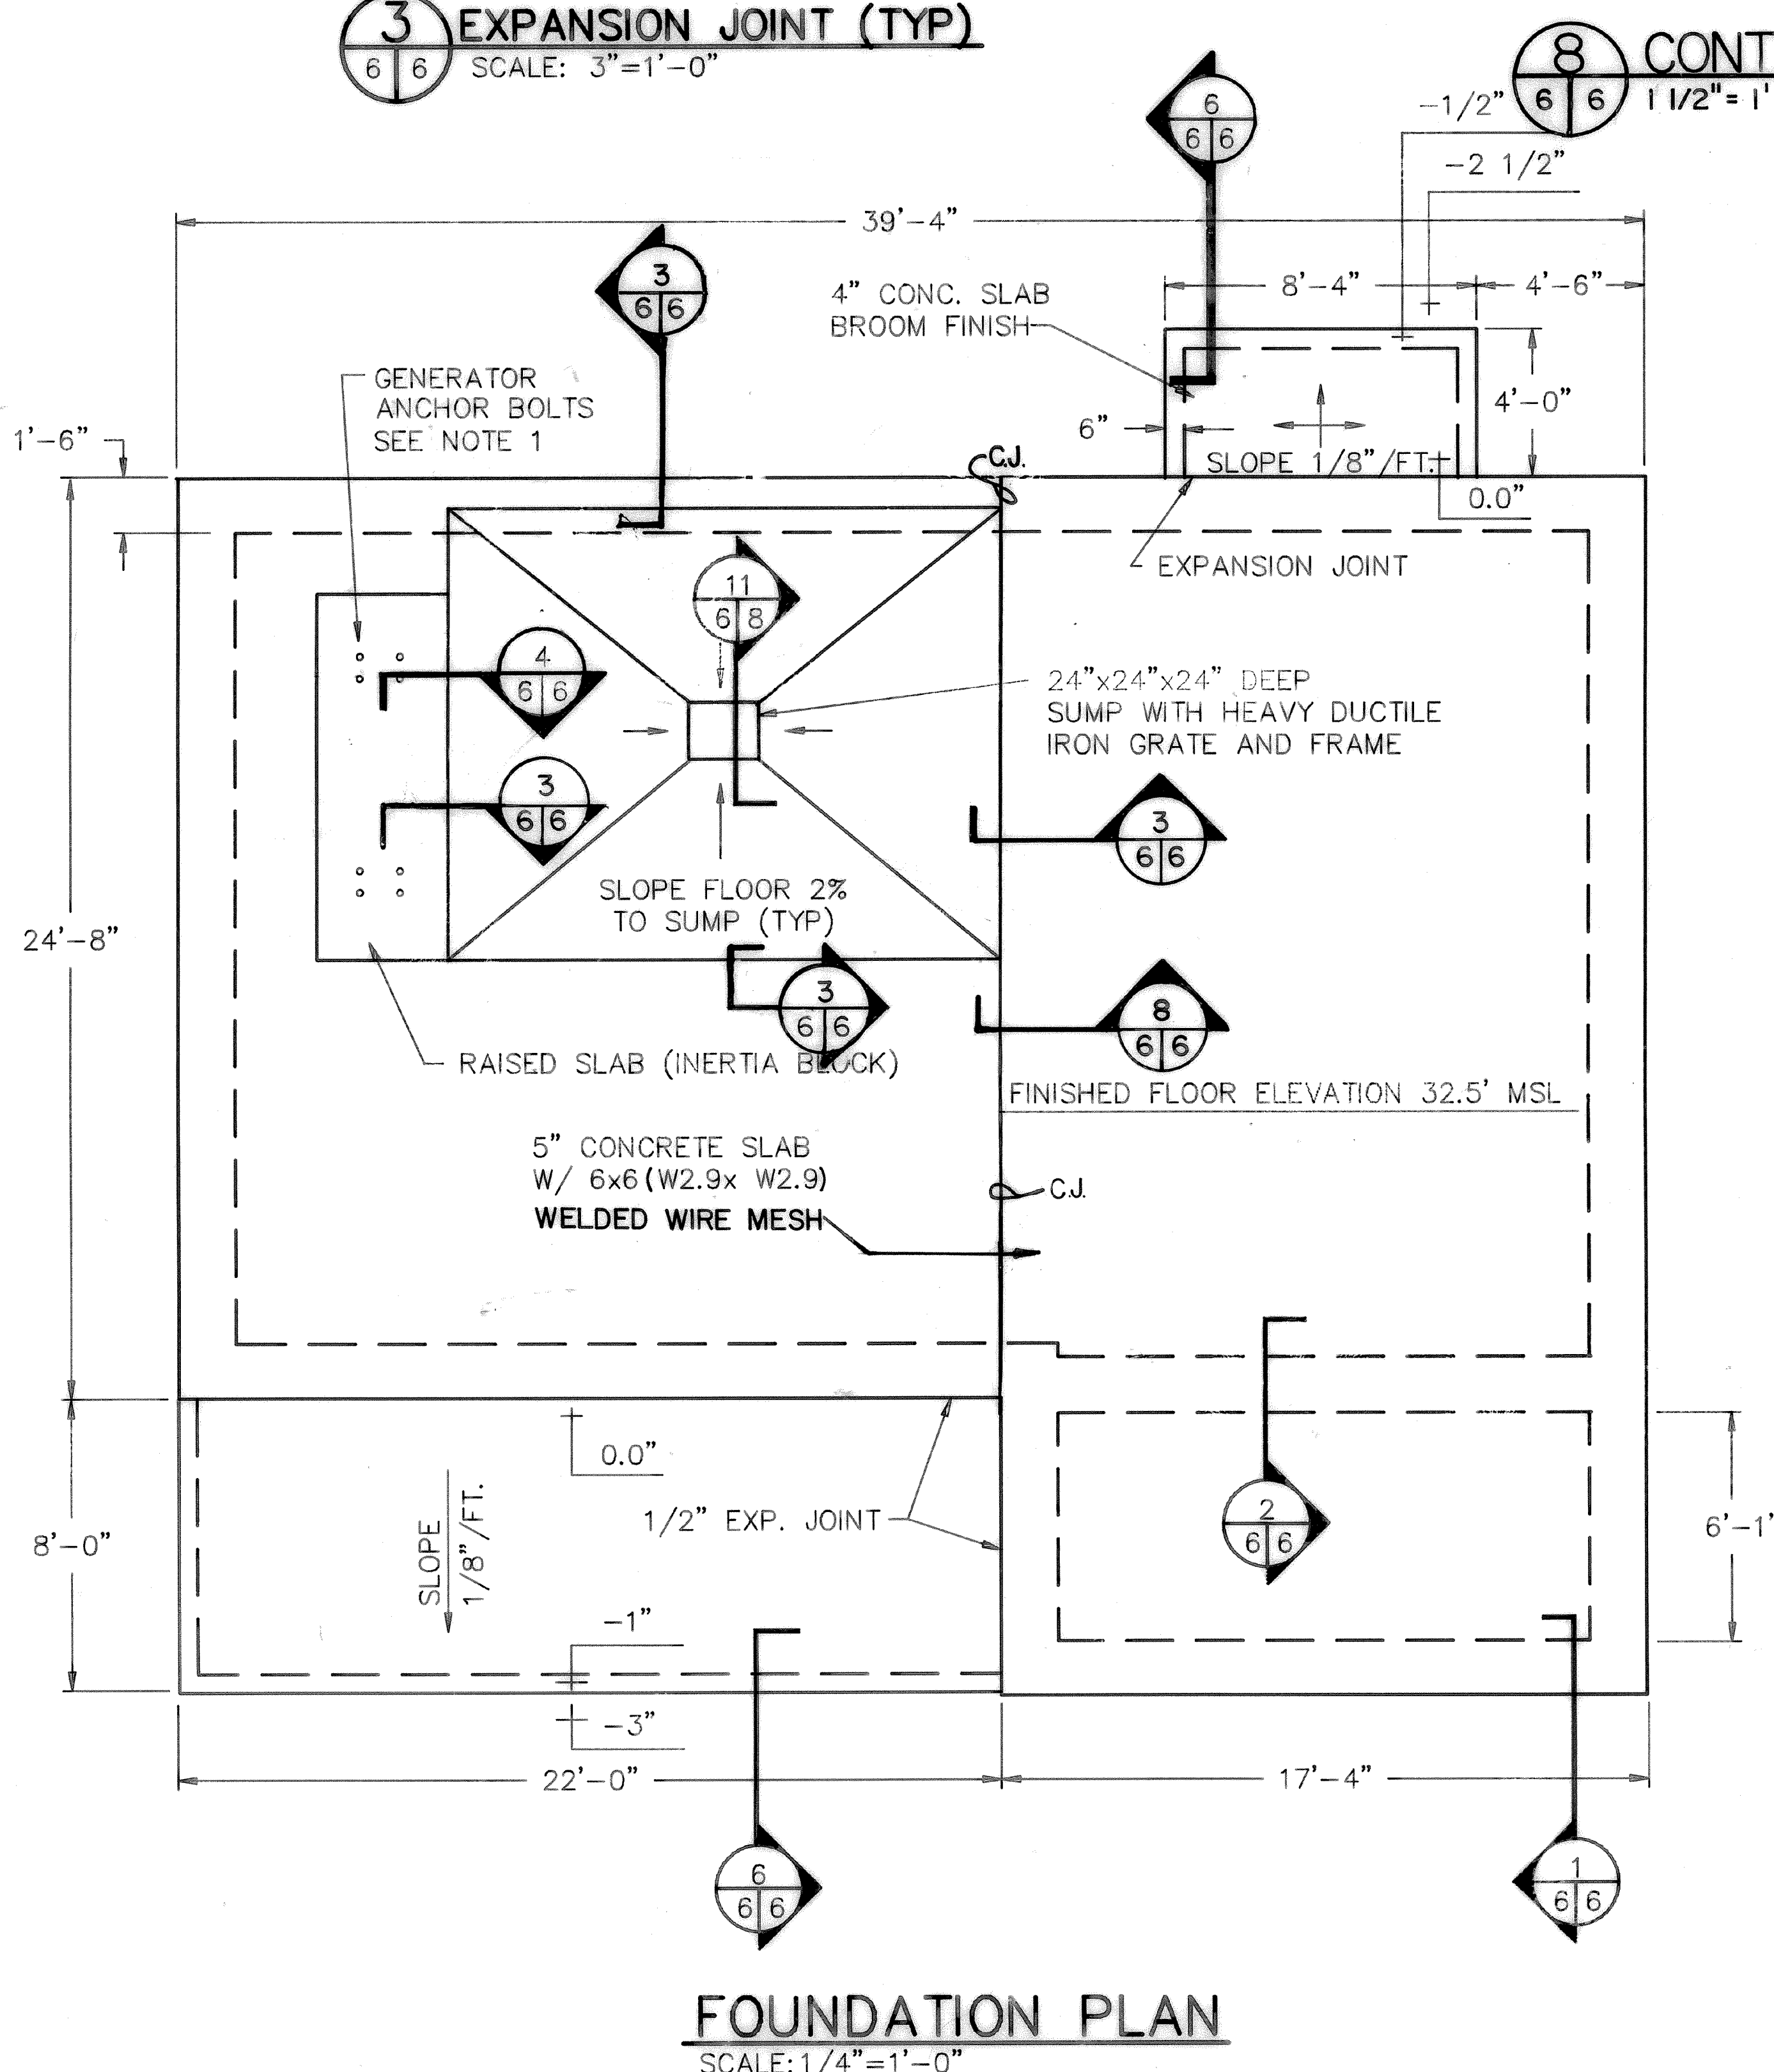 3 EXPANSION JOINT (TYP)
6 6 SCALE: 3"=1'-0"
8 CONT
6 6 1 1/2"= 1'
6
6 6
-1/2"
-2 1/2"
39'-4"
3
6 6
4" CONC. SLAB
BROOM FINISH
8'-4"
4'-6"
GENERATOR
ANCHOR BOLTS
SEE NOTE 1
4'-0"
1'-6"
6"
C.J.
SLOPE 1/8"/FT.
0.0"
EXPANSION JOINT
11
6 8
4
6 6
24"x24"x24" DEEP
SUMP WITH HEAVY DUCTILE
IRON GRATE AND FRAME
3
6 6
3
6 6
SLOPE FLOOR 2%
TO SUMP (TYP)
24'-8"
3
6 6
8
6 6
RAISED SLAB (INERTIA BLOCK)
FINISHED FLOOR ELEVATION 32.5' MSL
5" CONCRETE SLAB
W/ 6x6 (W2.9x W2.9)
WELDED WIRE MESH
C.J.
0.0"
8'-0"
SLOPE
1/8"/FT.
1/2" EXP. JOINT
2
6 6
6'-1'
-1"
-3"
22'-0"
17'-4"
6
6 6
1
6 6
FOUNDATION PLAN
SCALE: 1/4"=1'-0"